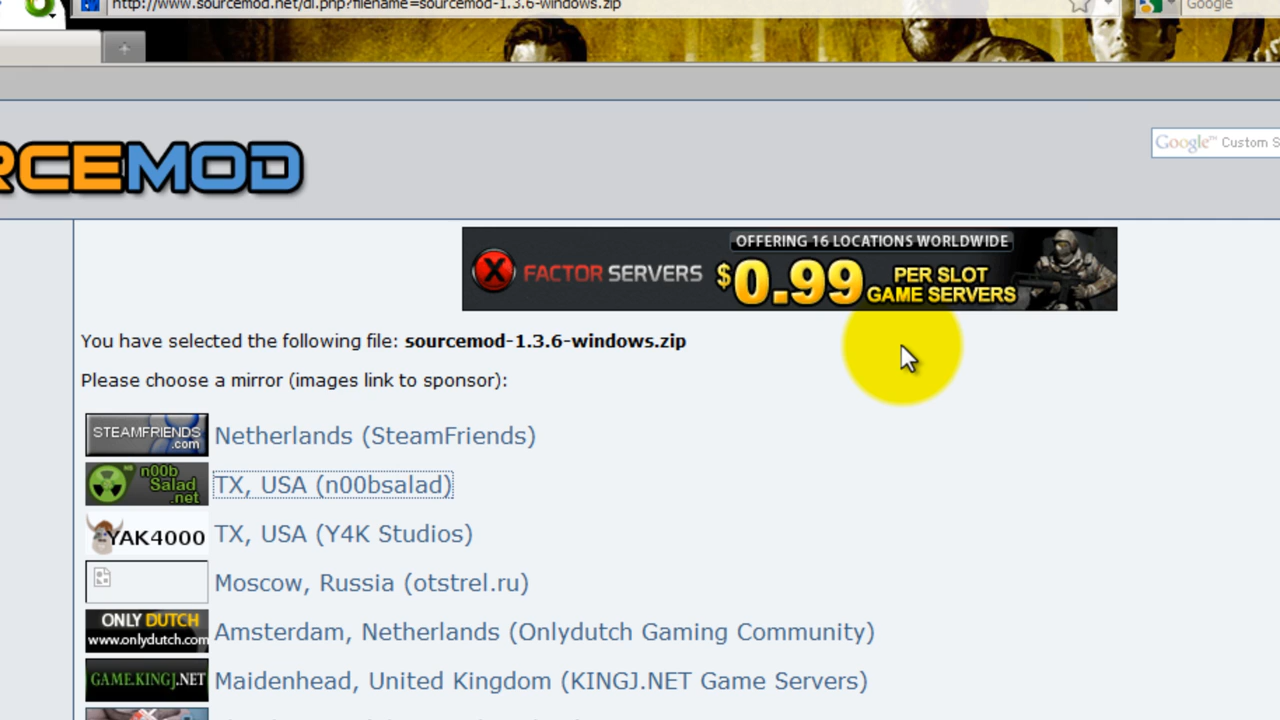 http://www.sourcemod.net/dl.php?filename=sourcemod-1.3.6-windows.zip
Google
RCEMOD
Google™ Custom S
OFFERING 16 LOCATIONS WORLDWIDE
X FACTOR SERVERS $0.99 PER SLOT
GAME SERVERS
You have selected the following file: sourcemod-1.3.6-windows.zip
Please choose a mirror (images link to sponsor):
STEAMFRIENDS
.com
Netherlands (SteamFriends)
n00b
Salad
.net
TX, USA (n00bsalad)
YAK4000
TX, USA (Y4K Studios)
Moscow, Russia (otstrel.ru)
ONLY DUTCH
www.onlydutch.com
Amsterdam, Netherlands (Onlydutch Gaming Community)
GAME.KINGJ.NET
Maidenhead, United Kingdom (KINGJ.NET Game Servers)